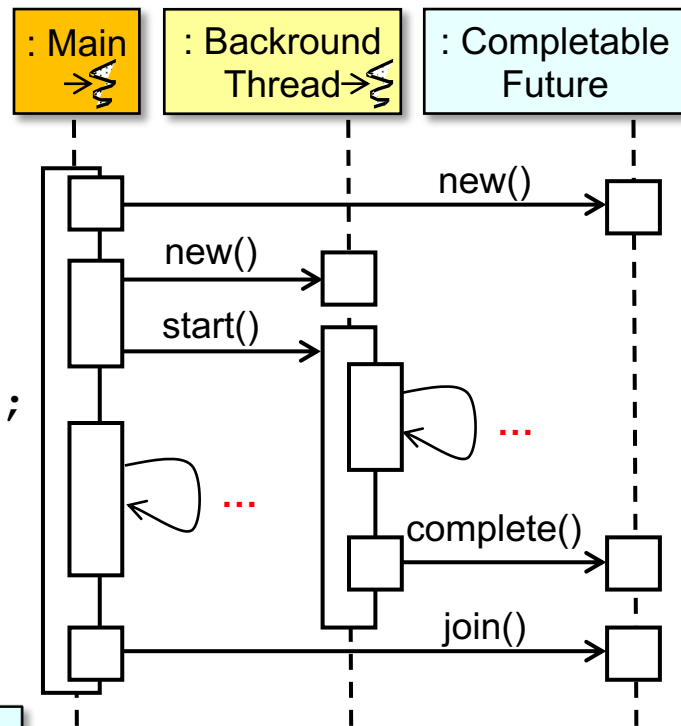 : Main
: Backround
Thread
: Completable
Future
new()
new()
start()
;
...
...
complete()
join()